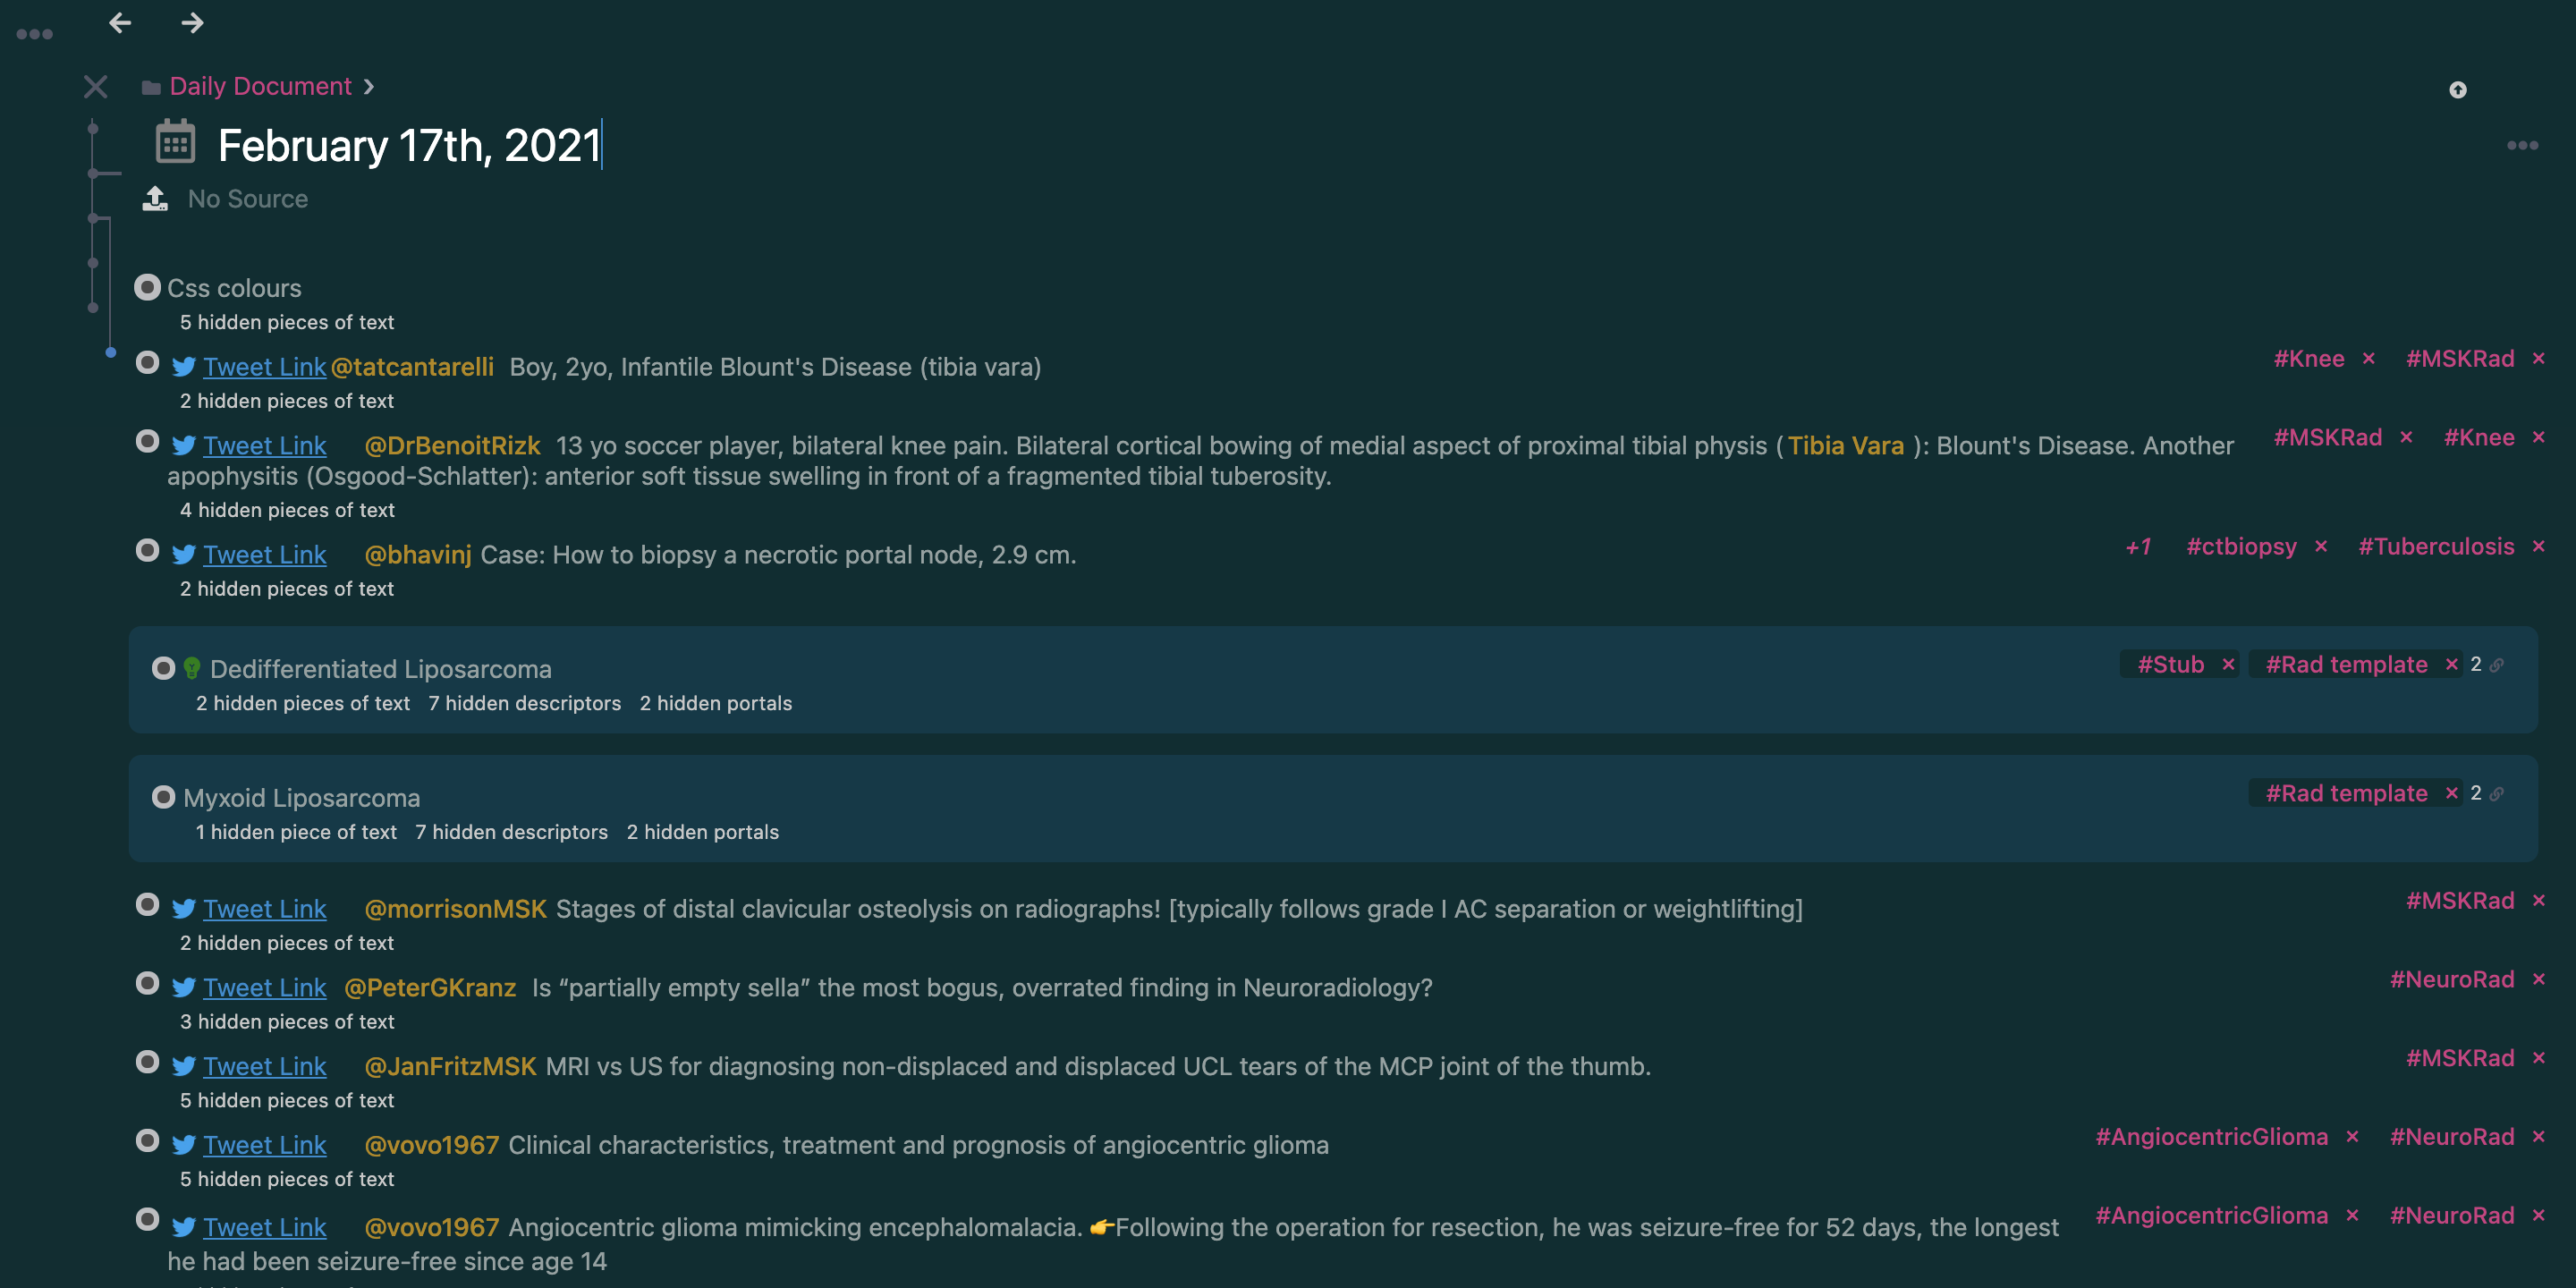 Daily Document
February 17th, 2021
No Source
Css colours
5 hidden pieces of text
Tweet Link @tatcantarelli Boy, 2yo, Infantile Blount's Disease (tibia vara) #Knee × #MSKRad ×
2 hidden pieces of text
Tweet Link @DrBenoitRizk 13 yo soccer player, bilateral knee pain. Bilateral cortical bowing of medial aspect of proximal tibial physis ( Tibia Vara ): Blount's Disease. Another #MSKRad × #Knee ×
apophysitis (Osgood-Schlatter): anterior soft tissue swelling in front of a fragmented tibial tuberosity.
4 hidden pieces of text
Tweet Link @bhavinj Case: How to biopsy a necrotic portal node, 2.9 cm. +1 #ctbiopsy × #Tuberculosis ×
2 hidden pieces of text
Dedifferentiated Liposarcoma #Stub × #Rad template × 2
2 hidden pieces of text 7 hidden descriptors 2 hidden portals
Myxoid Liposarcoma #Rad template × 2
1 hidden piece of text 7 hidden descriptors 2 hidden portals
Tweet Link @morrisonMSK Stages of distal clavicular osteolysis on radiographs! [typically follows grade I AC separation or weightlifting] #MSKRad ×
2 hidden pieces of text
Tweet Link @PeterGKranz Is “partially empty sella” the most bogus, overrated finding in Neuroradiology? #NeuroRad ×
3 hidden pieces of text
Tweet Link @JanFritzMSK MRI vs US for diagnosing non-displaced and displaced UCL tears of the MCP joint of the thumb. #MSKRad ×
5 hidden pieces of text
Tweet Link @vovo1967 Clinical characteristics, treatment and prognosis of angiocentric glioma #AngiocentricGlioma × #NeuroRad ×
5 hidden pieces of text
Tweet Link @vovo1967 Angiocentric glioma mimicking encephalomalacia. 👉Following the operation for resection, he was seizure-free for 52 days, the longest #AngiocentricGlioma × #NeuroRad ×
he had been seizure-free since age 14